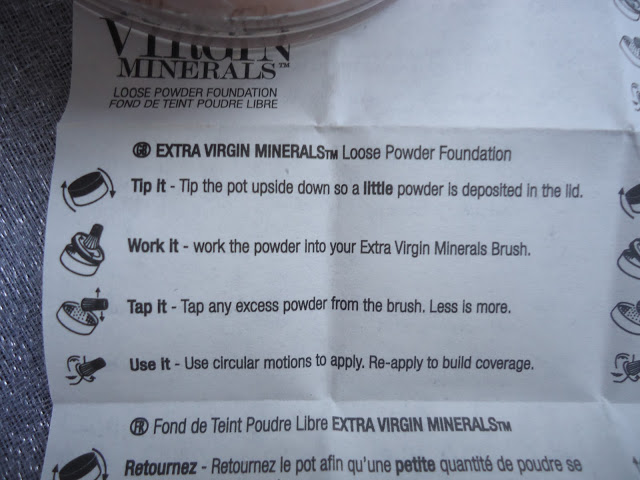 VIRGIN
MINERALS™
LOOSE POWDER FOUNDATION
FOND DE TEINT POUDRE LIBRE
GB EXTRA VIRGIN MINERALS™ Loose Powder Foundation
Tip it - Tip the pot upside down so a little powder is deposited in the lid.
Work it - work the powder into your Extra Virgin Minerals Brush.
Tap it - Tap any excess powder from the brush. Less is more.
Use it - Use circular motions to apply. Re-apply to build coverage.
Fond de Teint Poudre Libre EXTRA VIRGIN MINERALS™
Retournez - Retournez le pot afin qu'une petite quantité de poudre se